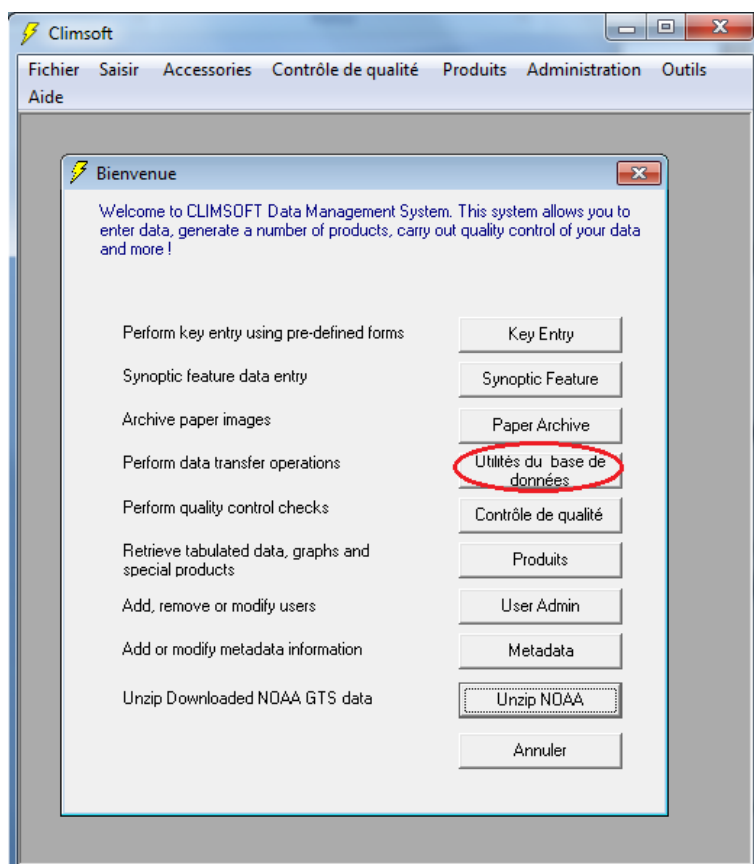 Climsoft
Fichier Saisir Accessories Contrôle de qualité Produits Administration Outils
Aide
Bienvenue
Welcome to CLIMSOFT Data Management System. This system allows you to
enter data, generate a number of products, carry out quality control of your data
and more !
Perform key entry using pre-defined forms Key Entry
Synoptic feature data entry Synoptic Feature
Archive paper images Paper Archive
Perform data transfer operations Utilités du base de
données
Perform quality control checks Contrôle de qualité
Retrieve tabulated data, graphs and
special products Produits
Add, remove or modify users User Admin
Add or modify metadata information Metadata
Unzip Downloaded NOAA GTS data Unzip NOAA
Annuler